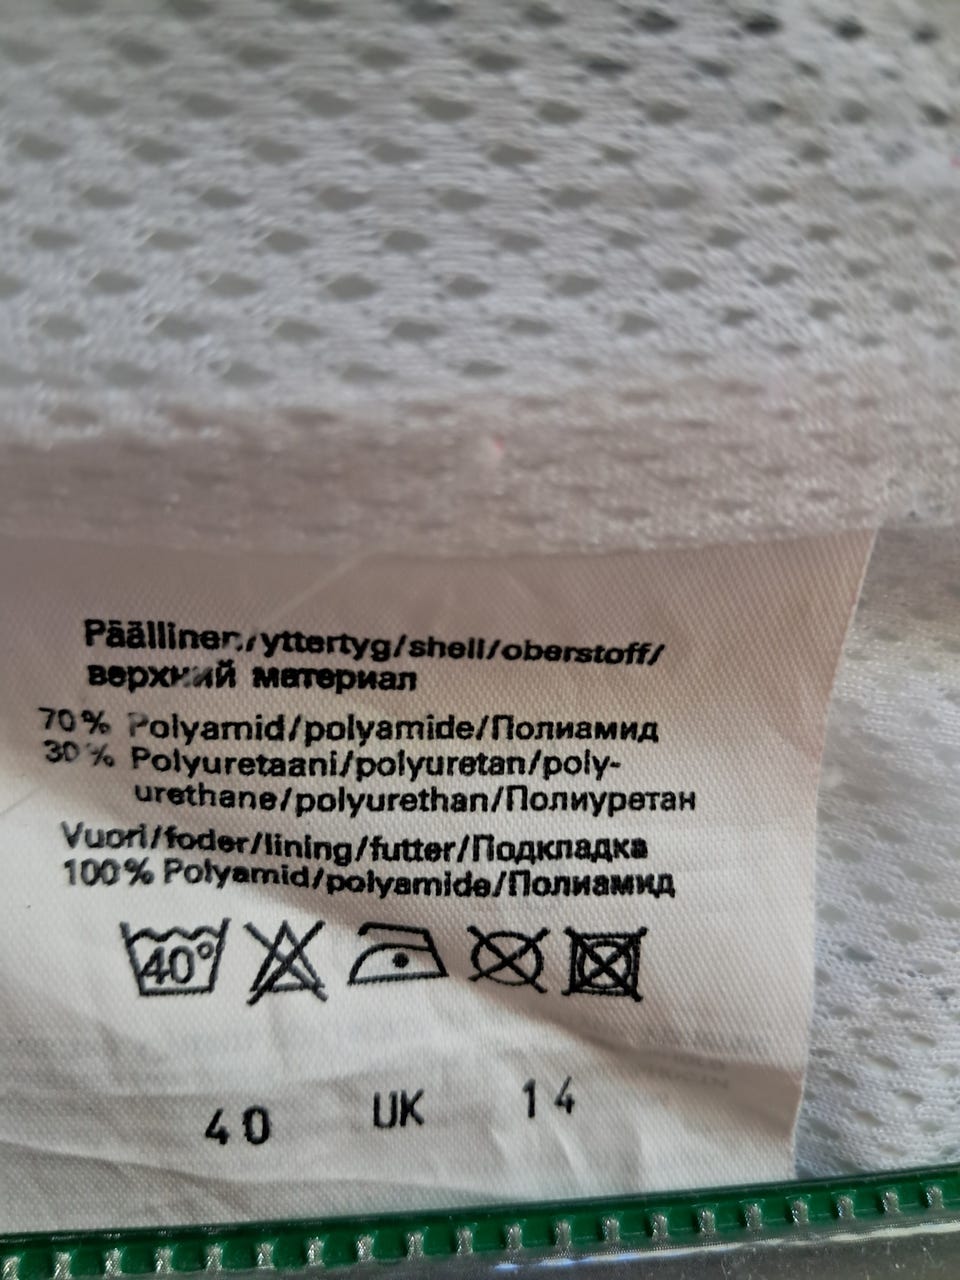 Päällinen/yttertyg/shell/oberstoff/
верхний материал
70% Polyamid/polyamide/Полиамид
30% Polyuretaani/polyuretan/poly-
urethane/polyurethan/Полиуретан
Vuori/foder/lining/futter/Подкладка
100% Polyamid/polyamide/Полиамид
40°
40 UK 14